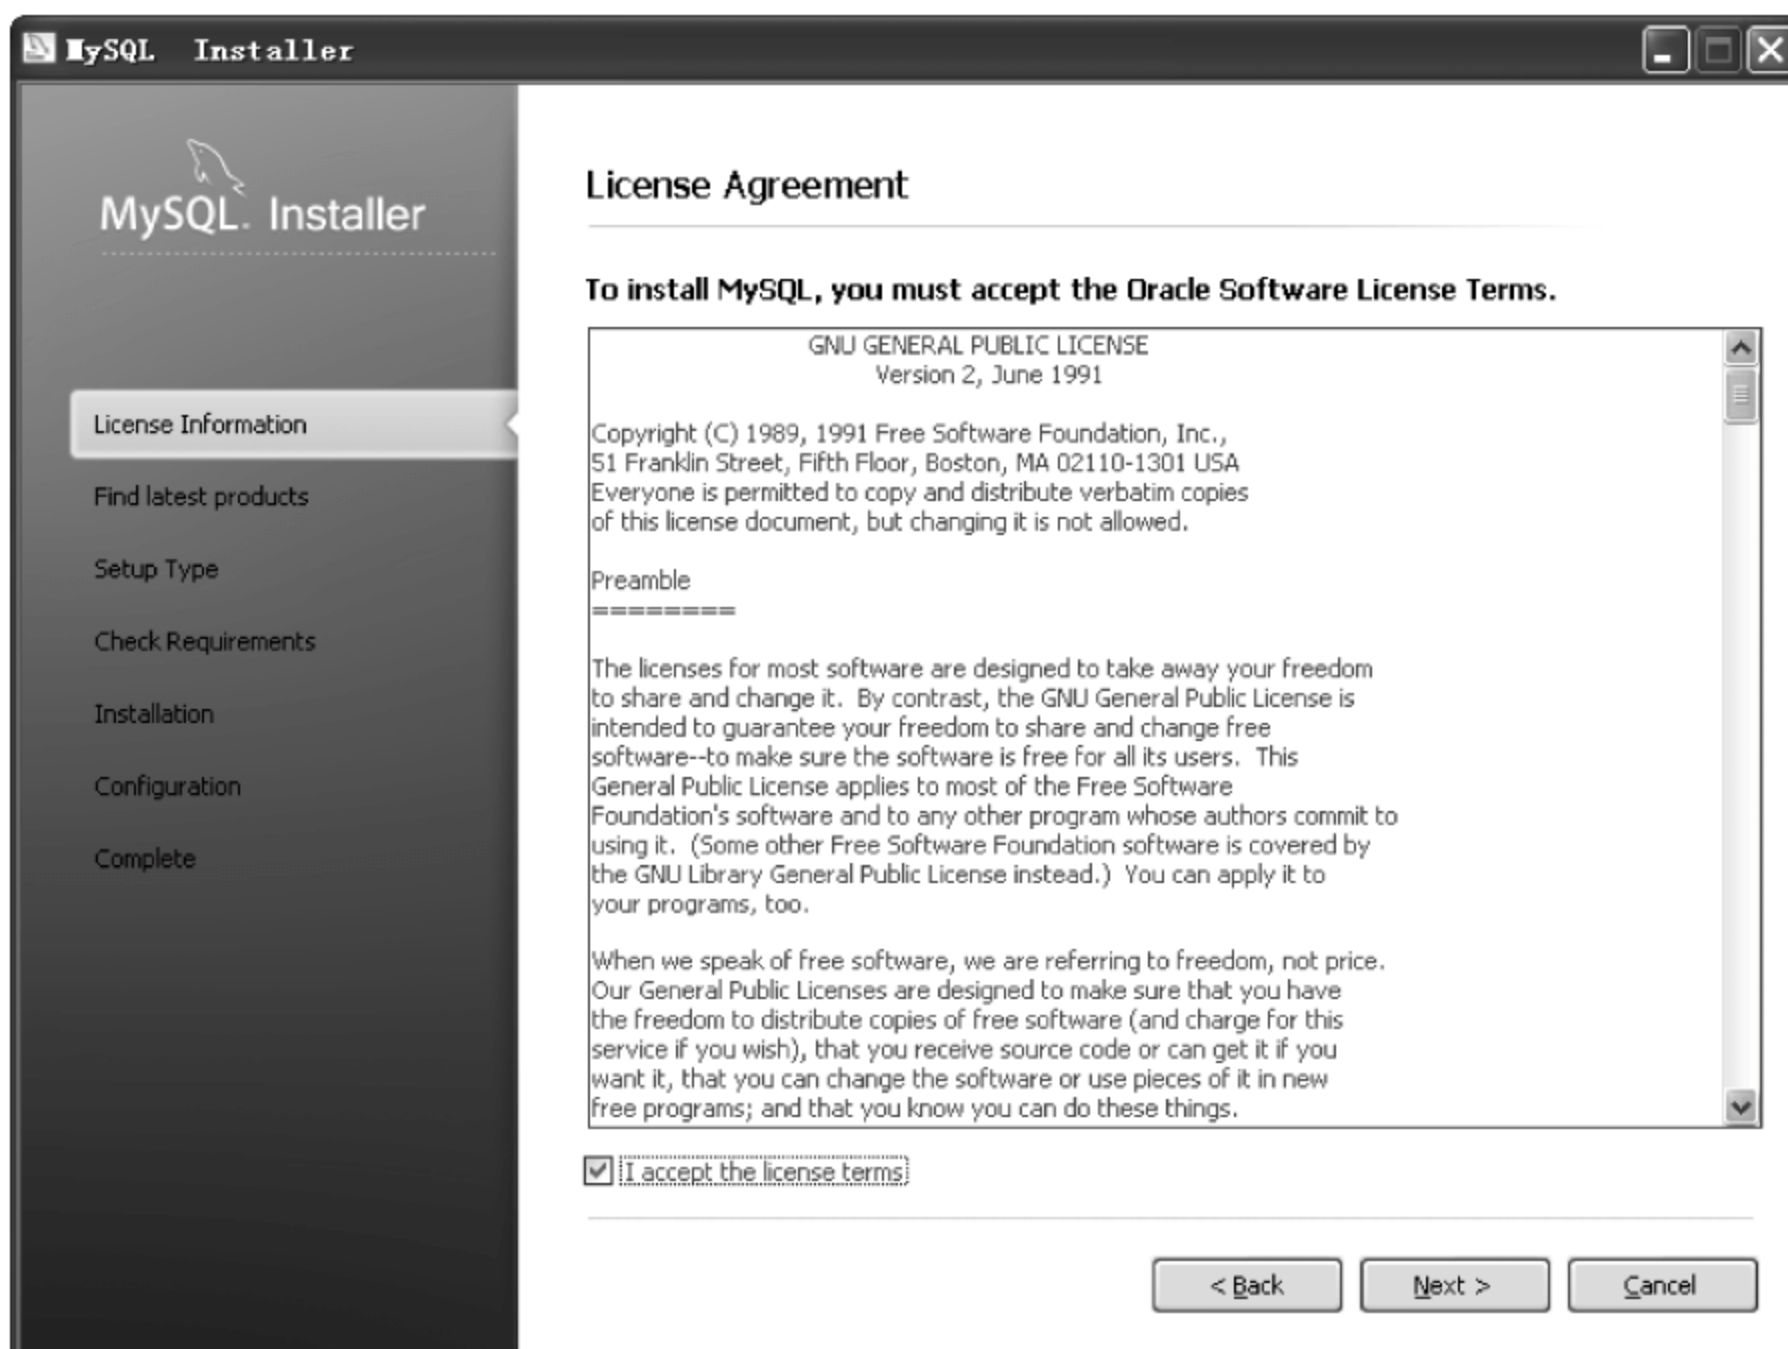 MySQL Installer
MySQL Installer
License Information
Find latest products
Setup Type
Check Requirements
Installation
Configuration
Complete
License Agreement
To install MySQL, you must accept the Oracle Software License Terms.
GNU GENERAL PUBLIC LICENSE
Version 2, June 1991
Copyright (C) 1989, 1991 Free Software Foundation, Inc.,
51 Franklin Street, Fifth Floor, Boston, MA 02110-1301 USA
Everyone is permitted to copy and distribute verbatim copies
of this license document, but changing it is not allowed.
Preamble
========
The licenses for most software are designed to take away your freedom
to share and change it.  By contrast, the GNU General Public License is
intended to guarantee your freedom to share and change free
software--to make sure the software is free for all its users.  This
General Public License applies to most of the Free Software
Foundation's software and to any other program whose authors commit to
using it.  (Some other Free Software Foundation software is covered by
the GNU Library General Public License instead.)  You can apply it to
your programs, too.
When we speak of free software, we are referring to freedom, not price.
Our General Public Licenses are designed to make sure that you have
the freedom to distribute copies of free software (and charge for this
service if you wish), that you receive source code or can get it if you
want it, that you can change the software or use pieces of it in new
free programs; and that you know you can do these things.
I accept the license terms
< Back
Next >
Cancel